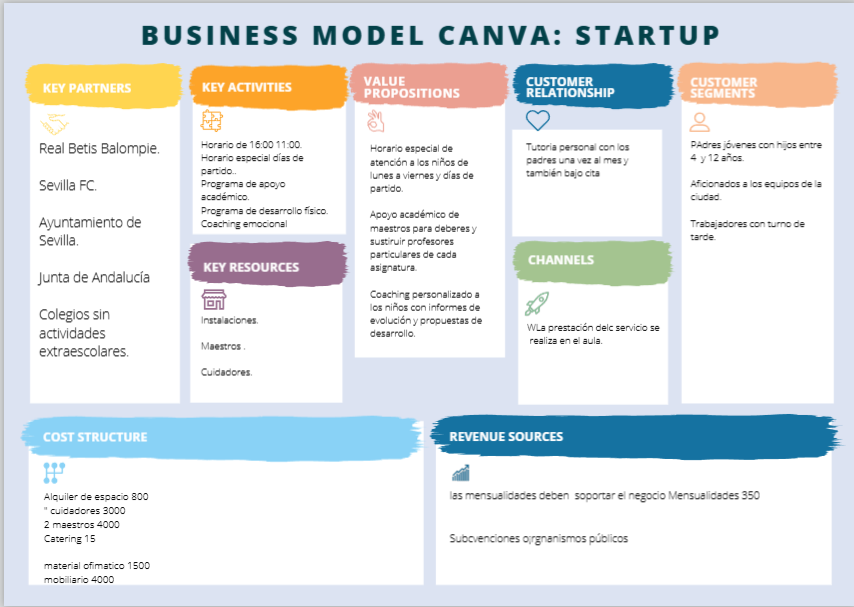 BUSINESS MODEL CANVA: STARTUP
KEY PARTNERS
Real Betis Balompie.
Sevilla FC.
Ayuntamiento de
Sevilla.
Junta de Andalucía
Colegios sin
actividades
extraescolares.
KEY ACTIVITIES
Horario de 16:00 11:00.
Horario especial días de
partido..
Programa de apoyo
académico.
Programa de desarrollo físico.
Coaching emocional
KEY RESOURCES
Instalaciones.
Maestros .
Cuidadores.
VALUE
PROPOSITIONS
Horario especial de
atención a los niños de
lunes a viernes y días de
partido.
Apoyo académico de
maestros para deberes y
sustiruir profesores
particulares de cada
asignatura.
Coaching personalizado a
los niños con informes de
evolución y propuestas de
desarrollo.
CUSTOMER
RELATIONSHIP
Tutoria personal con los
padres una vez al mes y
también bajo cita
CHANNELS
WLa prestación delc servicio se
realiza en el aula.
CUSTOMER
SEGMENTS
PAdres jóvenes con hijos entre
4 y 12 años.
Aficionados a los equipos de la
ciudad.
Trabajadores con turno de
tarde.
COST STRUCTURE
Alquiler de espacio 800
" cuidadores 3000
2 maestros 4000
Catering 15
material ofimatico 1500
mobiliario 4000
REVENUE SOURCES
las mensualidades deben soportar el negocio Mensualidades 350
Subcvenciones o,rgnanismos públicos